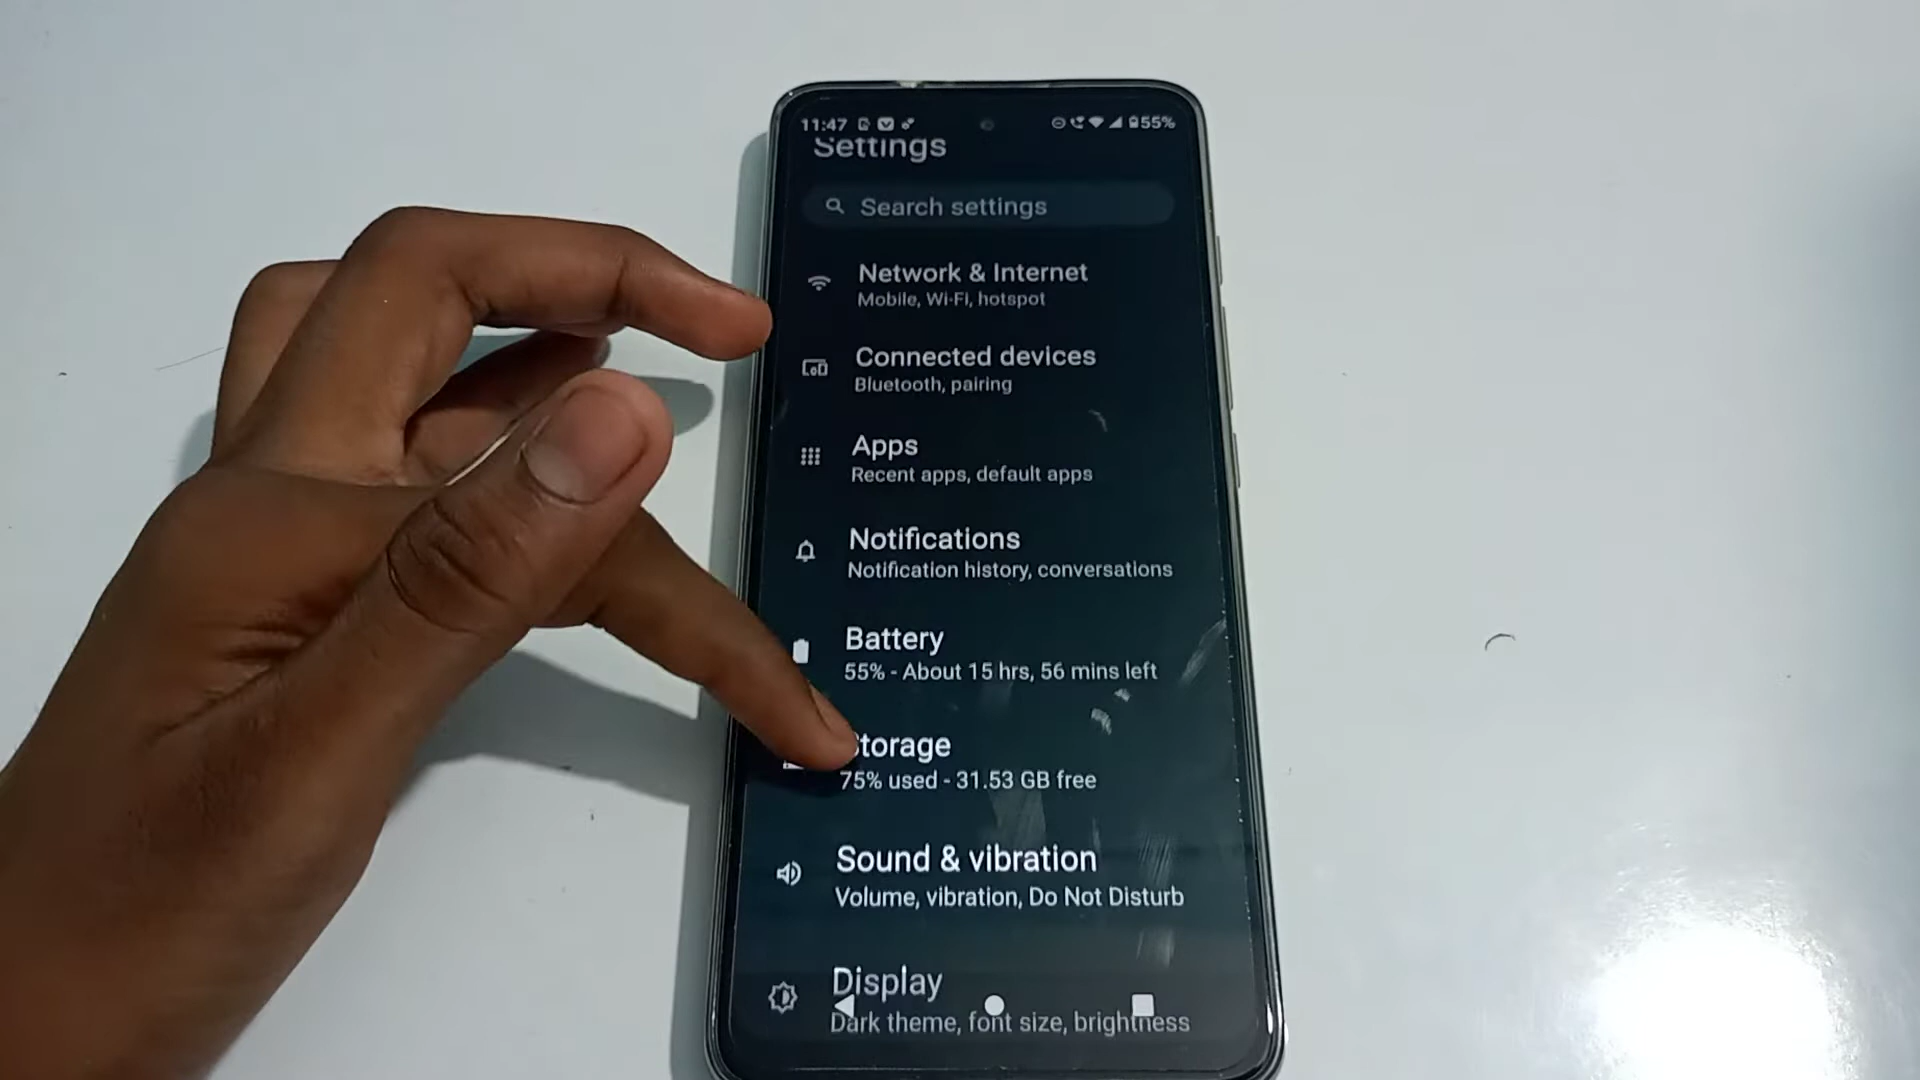 11:47 55%
Settings
Search settings
Network & Internet
Mobile, Wi-Fi, hotspot
Connected devices
Bluetooth, pairing
Apps
Recent apps, default apps
Notifications
Notification history, conversations
Battery
55% - About 15 hrs, 56 mins left
Storage
75% used - 31.53 GB free
Sound & vibration
Volume, vibration, Do Not Disturb
Display
Dark theme, font size, brightness